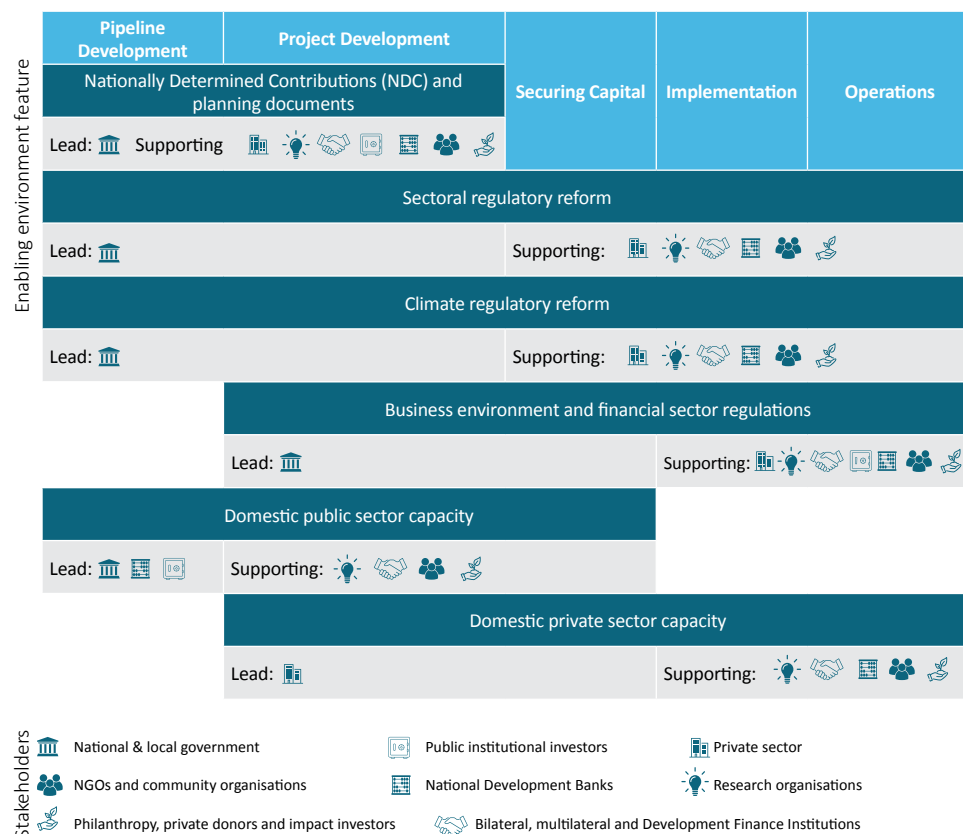 Pipeline
Development
Project Development
Securing Capital
Implementation
Operations
Enabling environment feature
Nationally Determined Contributions (NDC) and
planning documents
Lead:
Supporting
Sectoral regulatory reform
Lead:
Supporting:
Climate regulatory reform
Lead:
Supporting:
Business environment and financial sector regulations
Lead:
Supporting:
Domestic public sector capacity
Lead:
Supporting:
Domestic private sector capacity
Lead:
Supporting:
Stakeholders
National & local government
Public institutional investors
Private sector
NGOs and community organisations
National Development Banks
Research organisations
Philanthropy, private donors and impact investors
Bilateral, multilateral and Development Finance Institutions